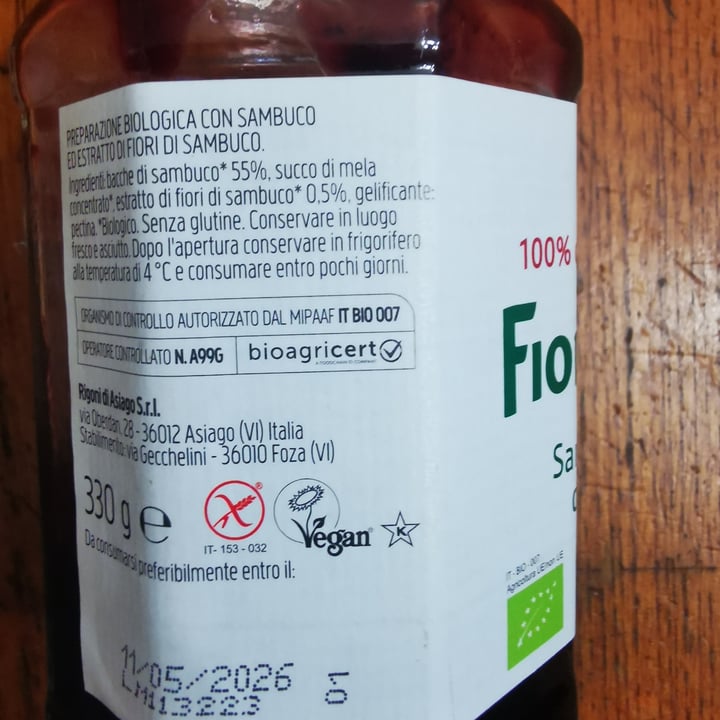 PREPARAZIONE BIOLOGICA CON SAMBUCO
ED ESTRATTO DI FIORI DI SAMBUCO.
Ingredienti: bacche di sambuco* 55%, succo di mela
concentrato*, estratto di fiori di sambuco* 0,5%, gelificante:
pectina. *Biologico. Senza glutine. Conservare in luogo
fresco e asciutto. Dopo l'apertura conservare in frigorifero
alla temperatura di 4 °C e consumare entro pochi giorni.
ORGANISMO DI CONTROLLO AUTORIZZATO DAL MIPAAF IT BIO 007
OPERATORE CONTROLLATO N. A99G
bioagricert
Rigoni di Asiago S.r.l.
via Oberdan, 28 - 36012 Asiago (VI) Italia
Stabilimento: via Gecchelini - 36010 Foza (VI)
330 g e
IT- 153 - 032
Vegan
K
Da consumarsi preferibilmente entro il:
11/05/2026
01
100%
Fio
Sa
IT - BIO - 007
Agricoltura UE/non UE